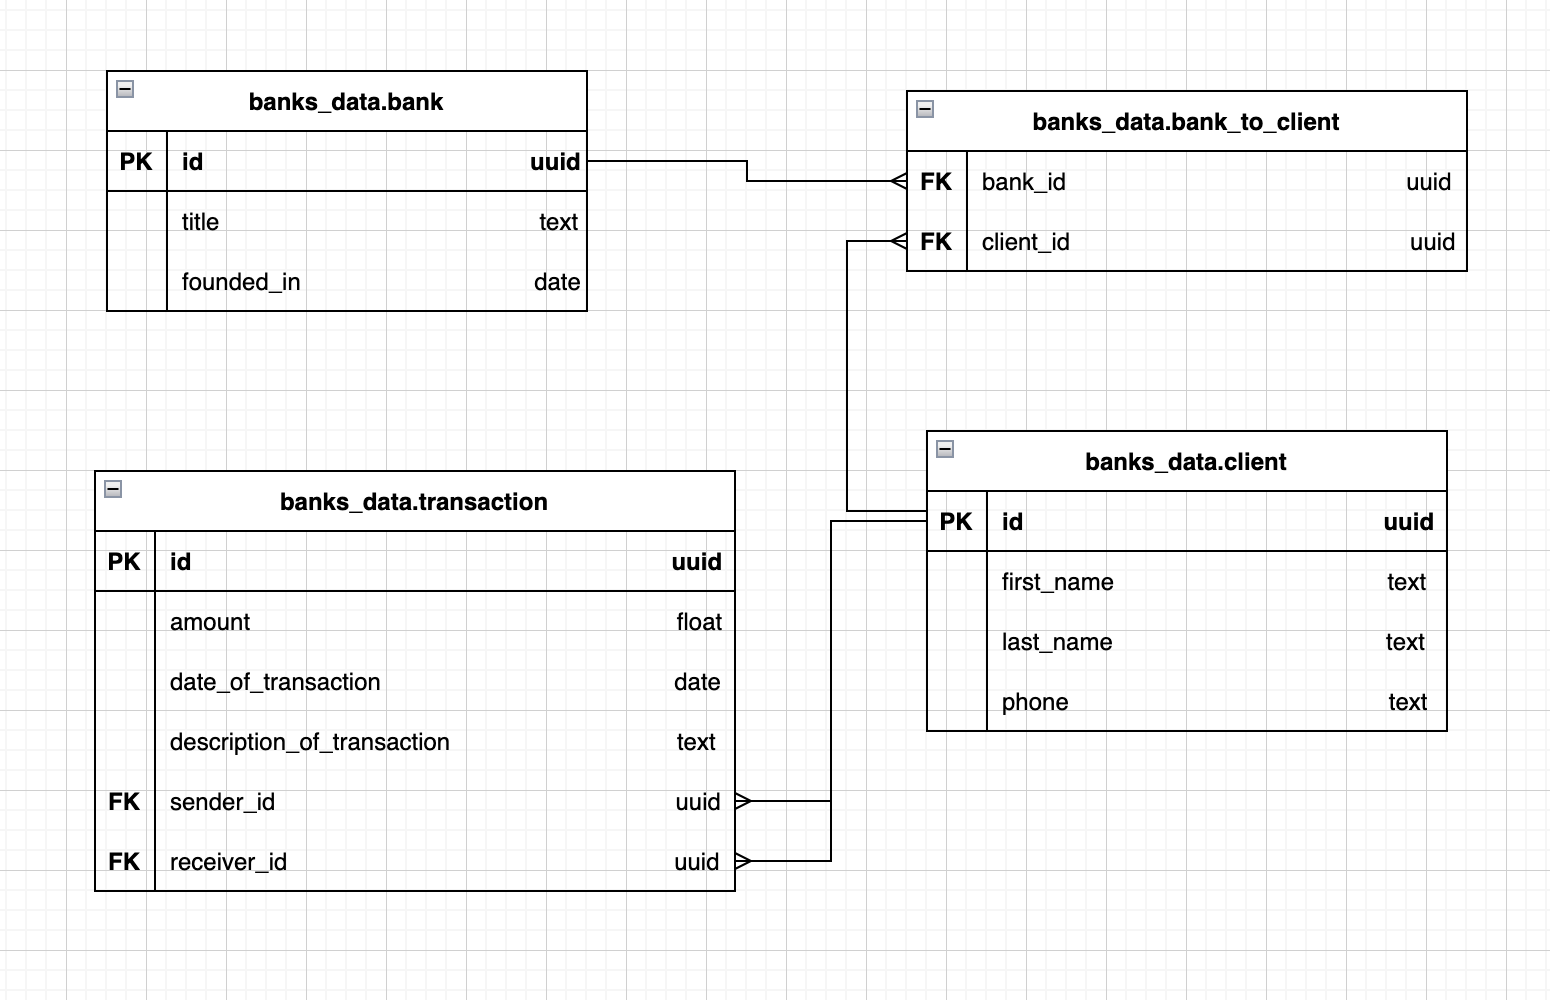 banks_data.bank
PK id uuid
title text
founded_in date
banks_data.bank_to_client
FK bank_id uuid
FK client_id uuid
banks_data.transaction
PK id uuid
amount float
date_of_transaction date
description_of_transaction text
FK sender_id uuid
FK receiver_id uuid
banks_data.client
PK id uuid
first_name text
last_name text
phone text